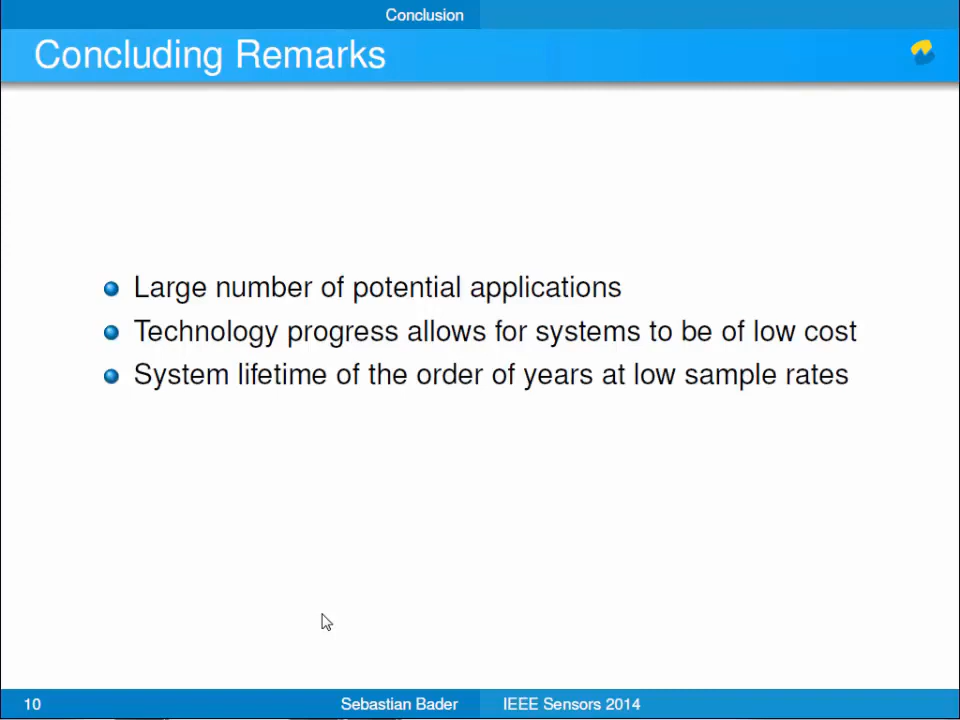 Conclusion
Concluding Remarks
Large number of potential applications
Technology progress allows for systems to be of low cost
System lifetime of the order of years at low sample rates
10 Sebastian Bader IEEE Sensors 2014